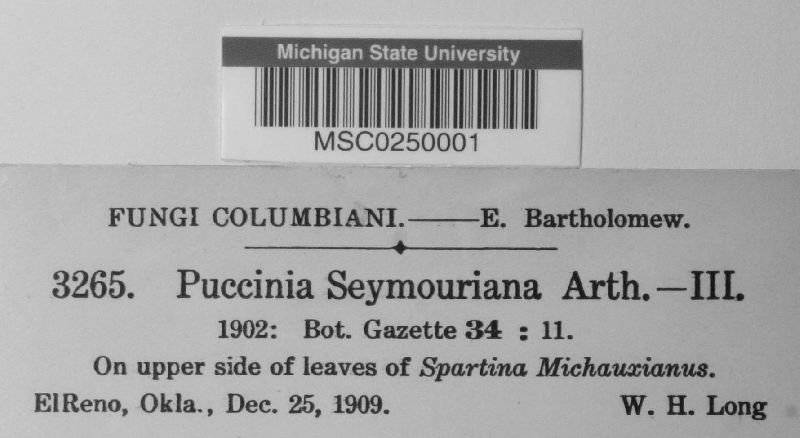 Michigan State University
MSC0250001
FUNGI COLUMBIANI.——E. Bartholomew.
3265. Puccinia Seymouriana Arth.—III.
1902: Bot. Gazette 34 : 11.
On upper side of leaves of Spartina Michauxianus.
ElReno, Okla., Dec. 25, 1909. W. H. Long